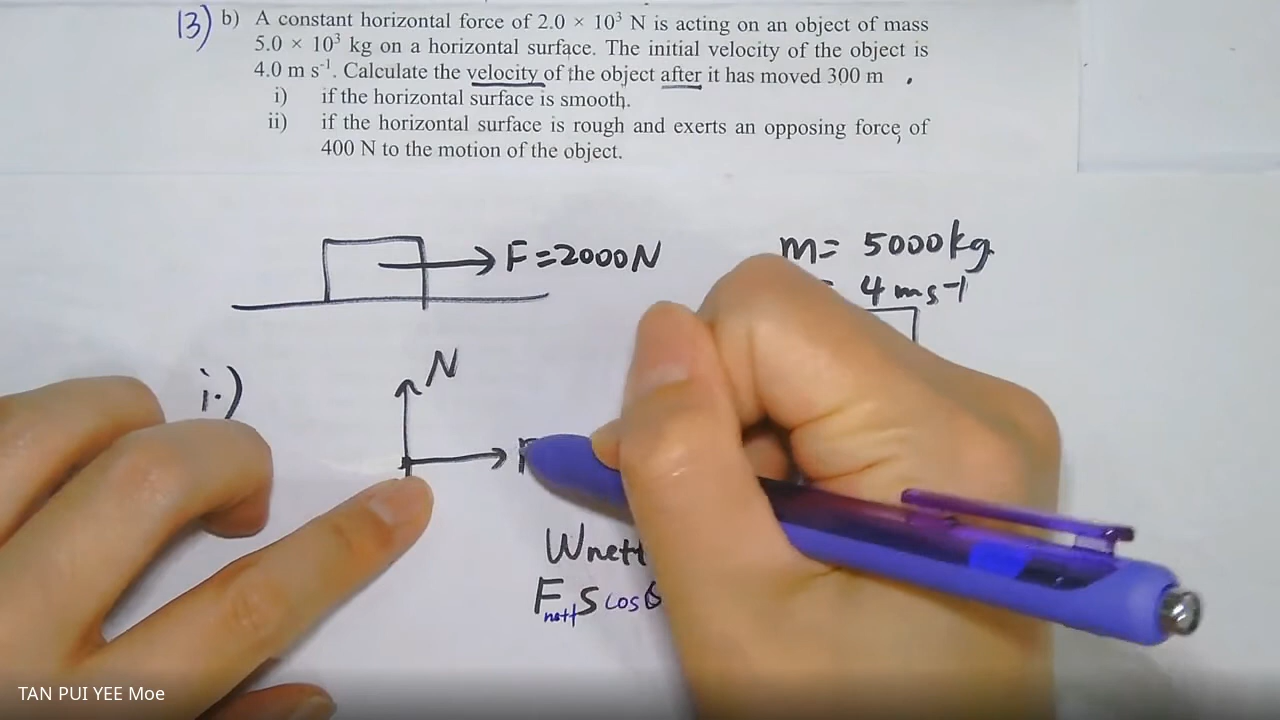 13) b) A constant horizontal force of 2.0 × 10³ N is acting on an object of mass
5.0 × 10³ kg on a horizontal surface. The initial velocity of the object is
4.0 m s⁻¹. Calculate the velocity of the object after it has moved 300 m
i) if the horizontal surface is smooth.
ii) if the horizontal surface is rough and exerts an opposing force of
400 N to the motion of the object.
F=2000N
m= 5000kg
= 4ms⁻¹
i.)
N
Wnett
Fnett S cosθ
TAN PUI YEE Moe